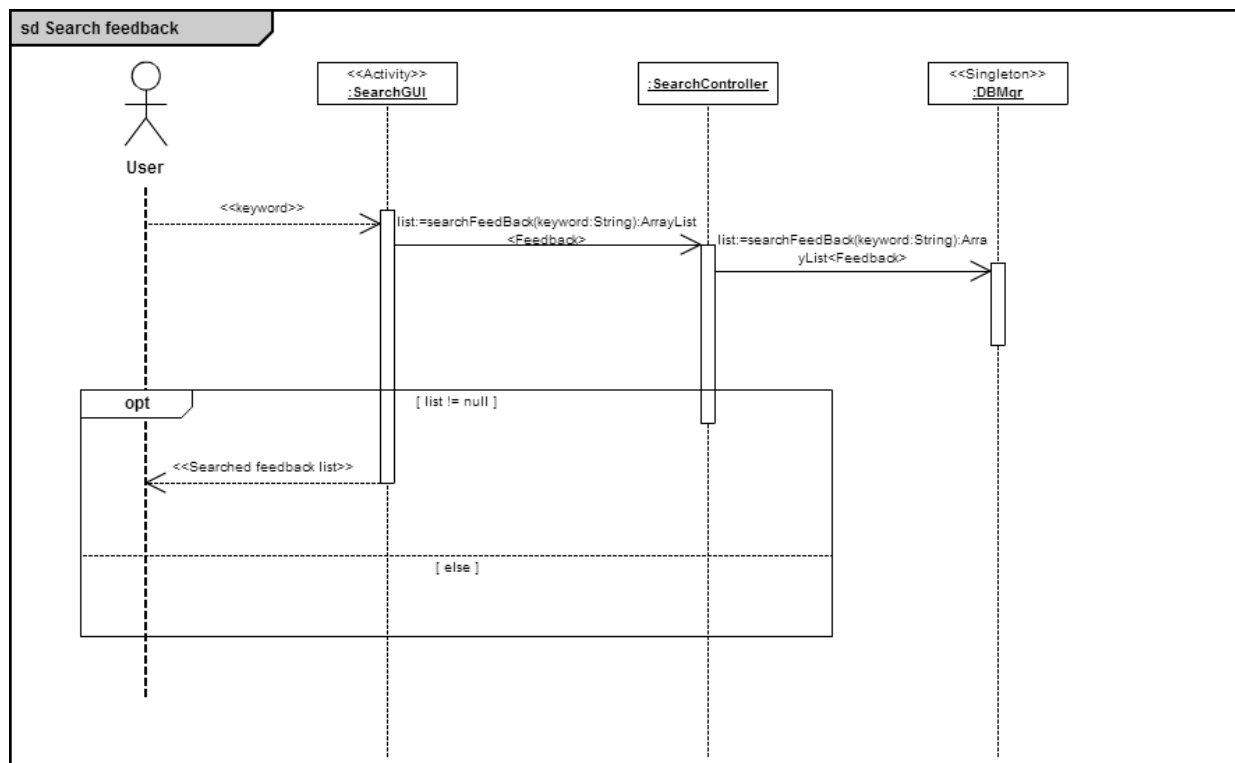 sd Search feedback
<<Activity>>
:SearchGUI
:SearchController
<<Singleton>>
:DBMqr
User
<<keyword>>
list:=searchFeedBack(keyword:String):ArrayList
<Feedback>
list:=searchFeedBack(keyword:String):Arra
yList<Feedback>
opt
[ list != null ]
<<Searched feedback list>>
[ else ]